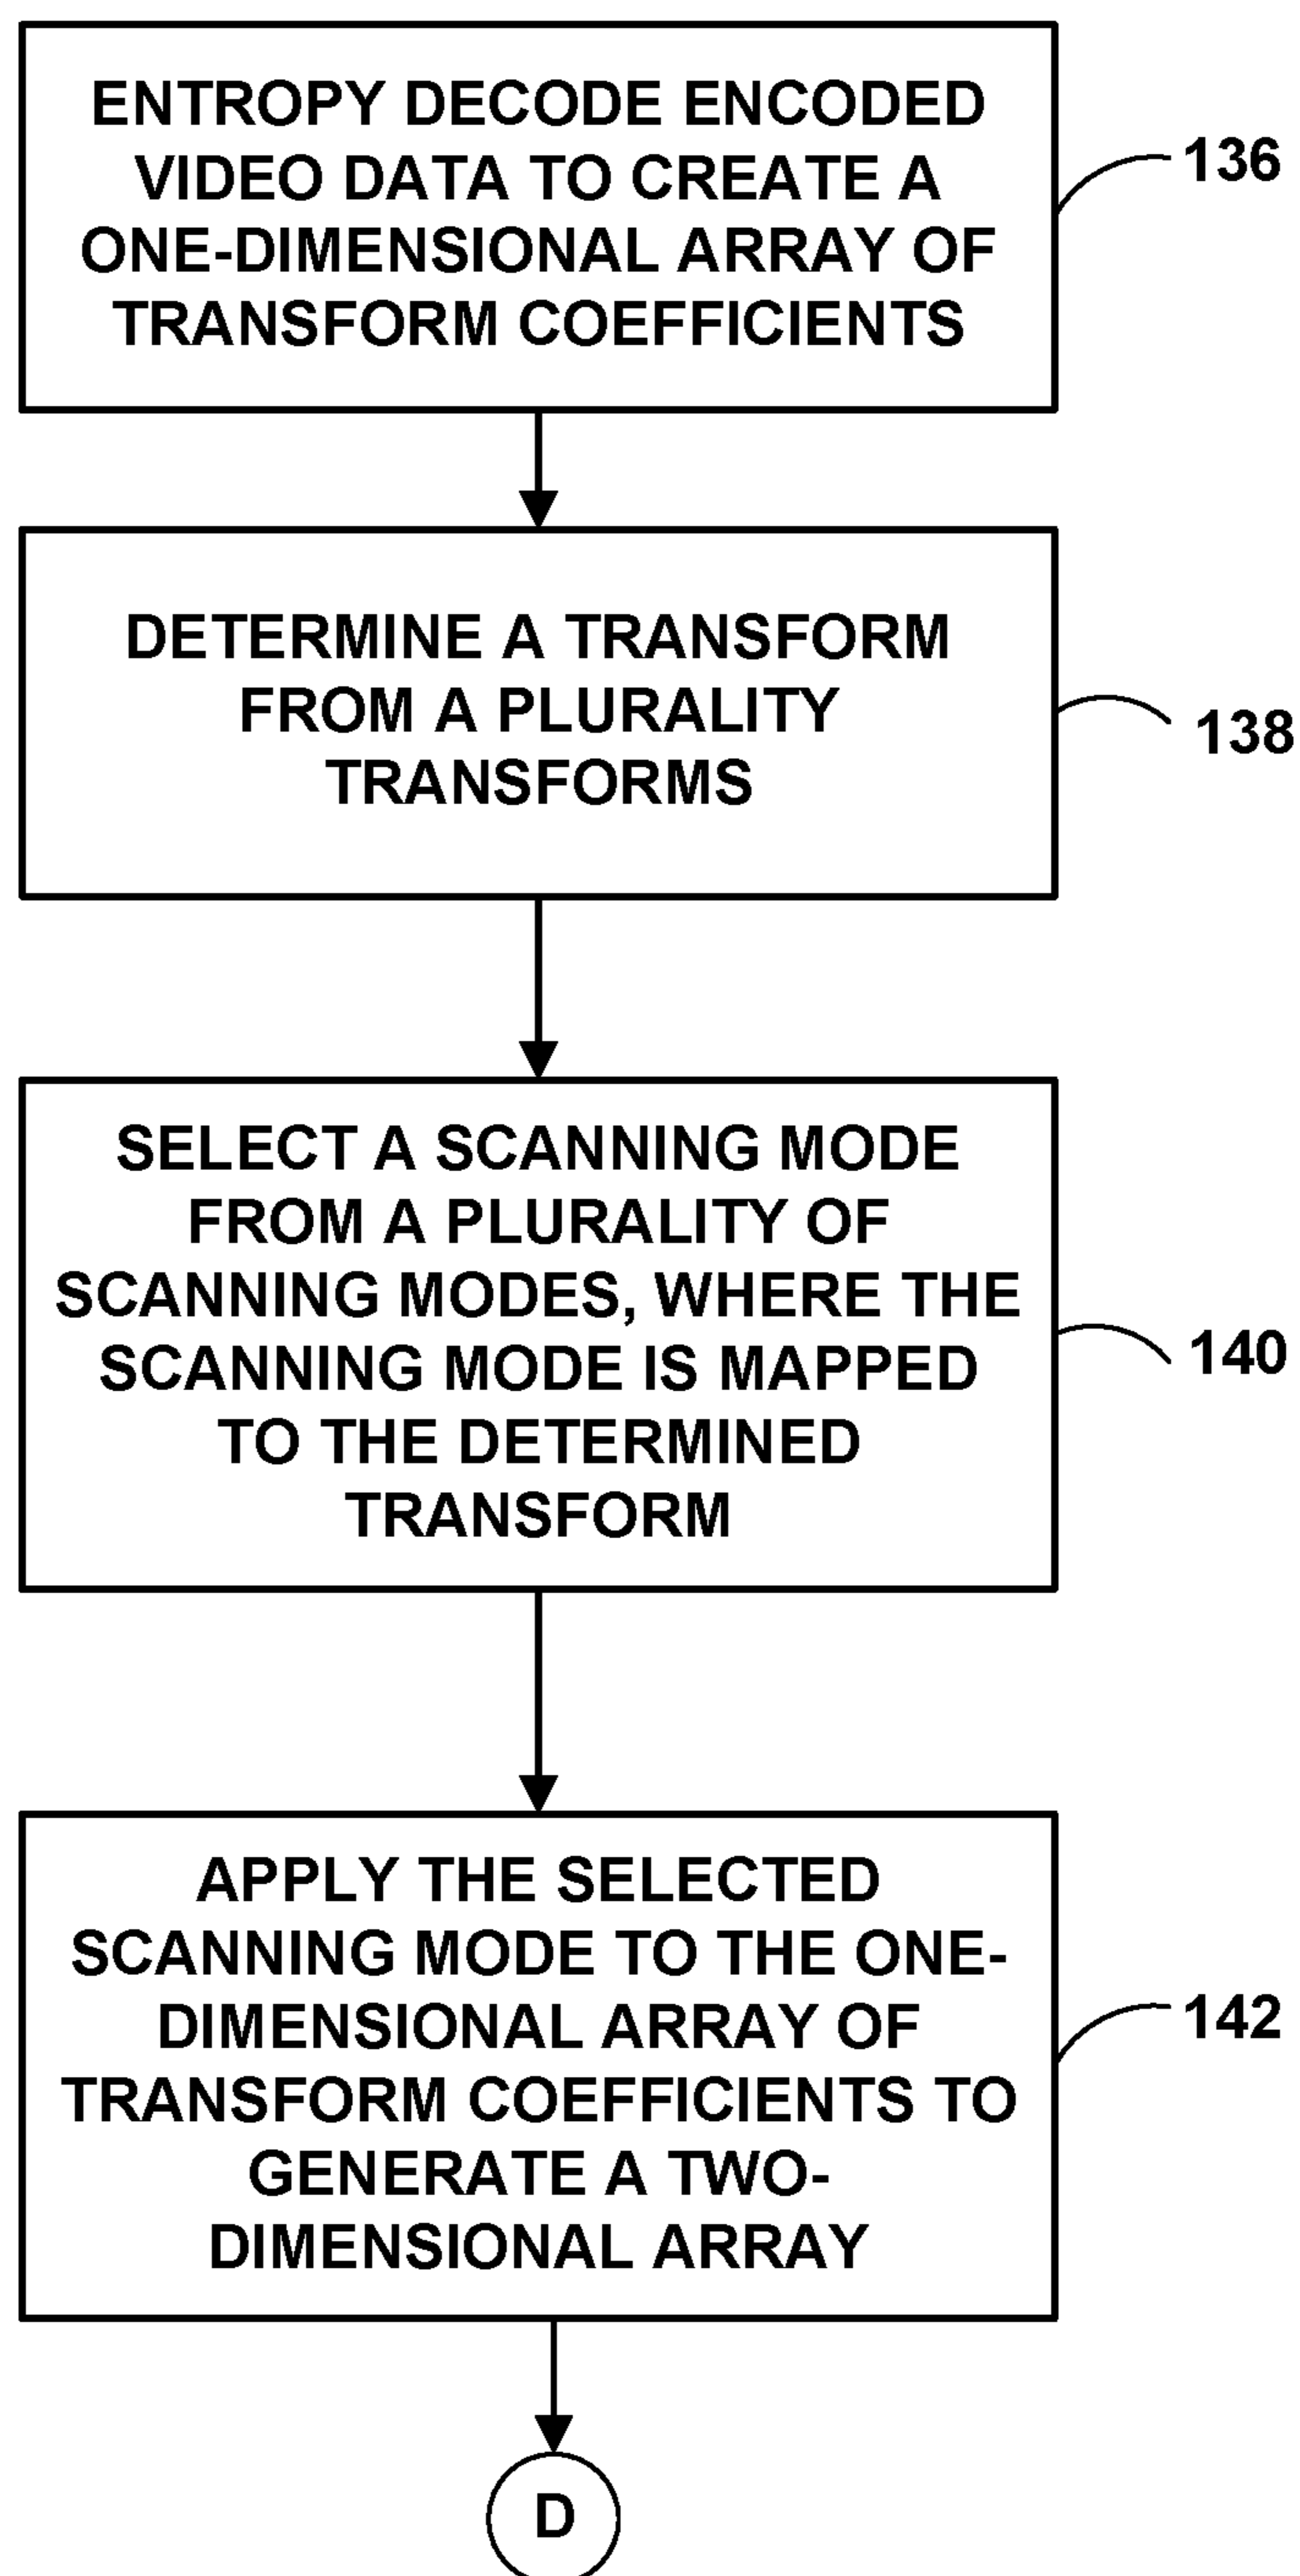 ENTROPY DECODE ENCODED
VIDEO DATA TO CREATE A
ONE-DIMENSIONAL ARRAY OF
TRANSFORM COEFFICIENTS
136
DETERMINE A TRANSFORM
FROM A PLURALITY
TRANSFORMS
138
SELECT A SCANNING MODE
FROM A PLURALITY OF
SCANNING MODES, WHERE THE
SCANNING MODE IS MAPPED
TO THE DETERMINED
TRANSFORM
140
APPLY THE SELECTED
SCANNING MODE TO THE ONE-
DIMENSIONAL ARRAY OF
TRANSFORM COEFFICIENTS TO
GENERATE A TWO-
DIMENSIONAL ARRAY
142
D